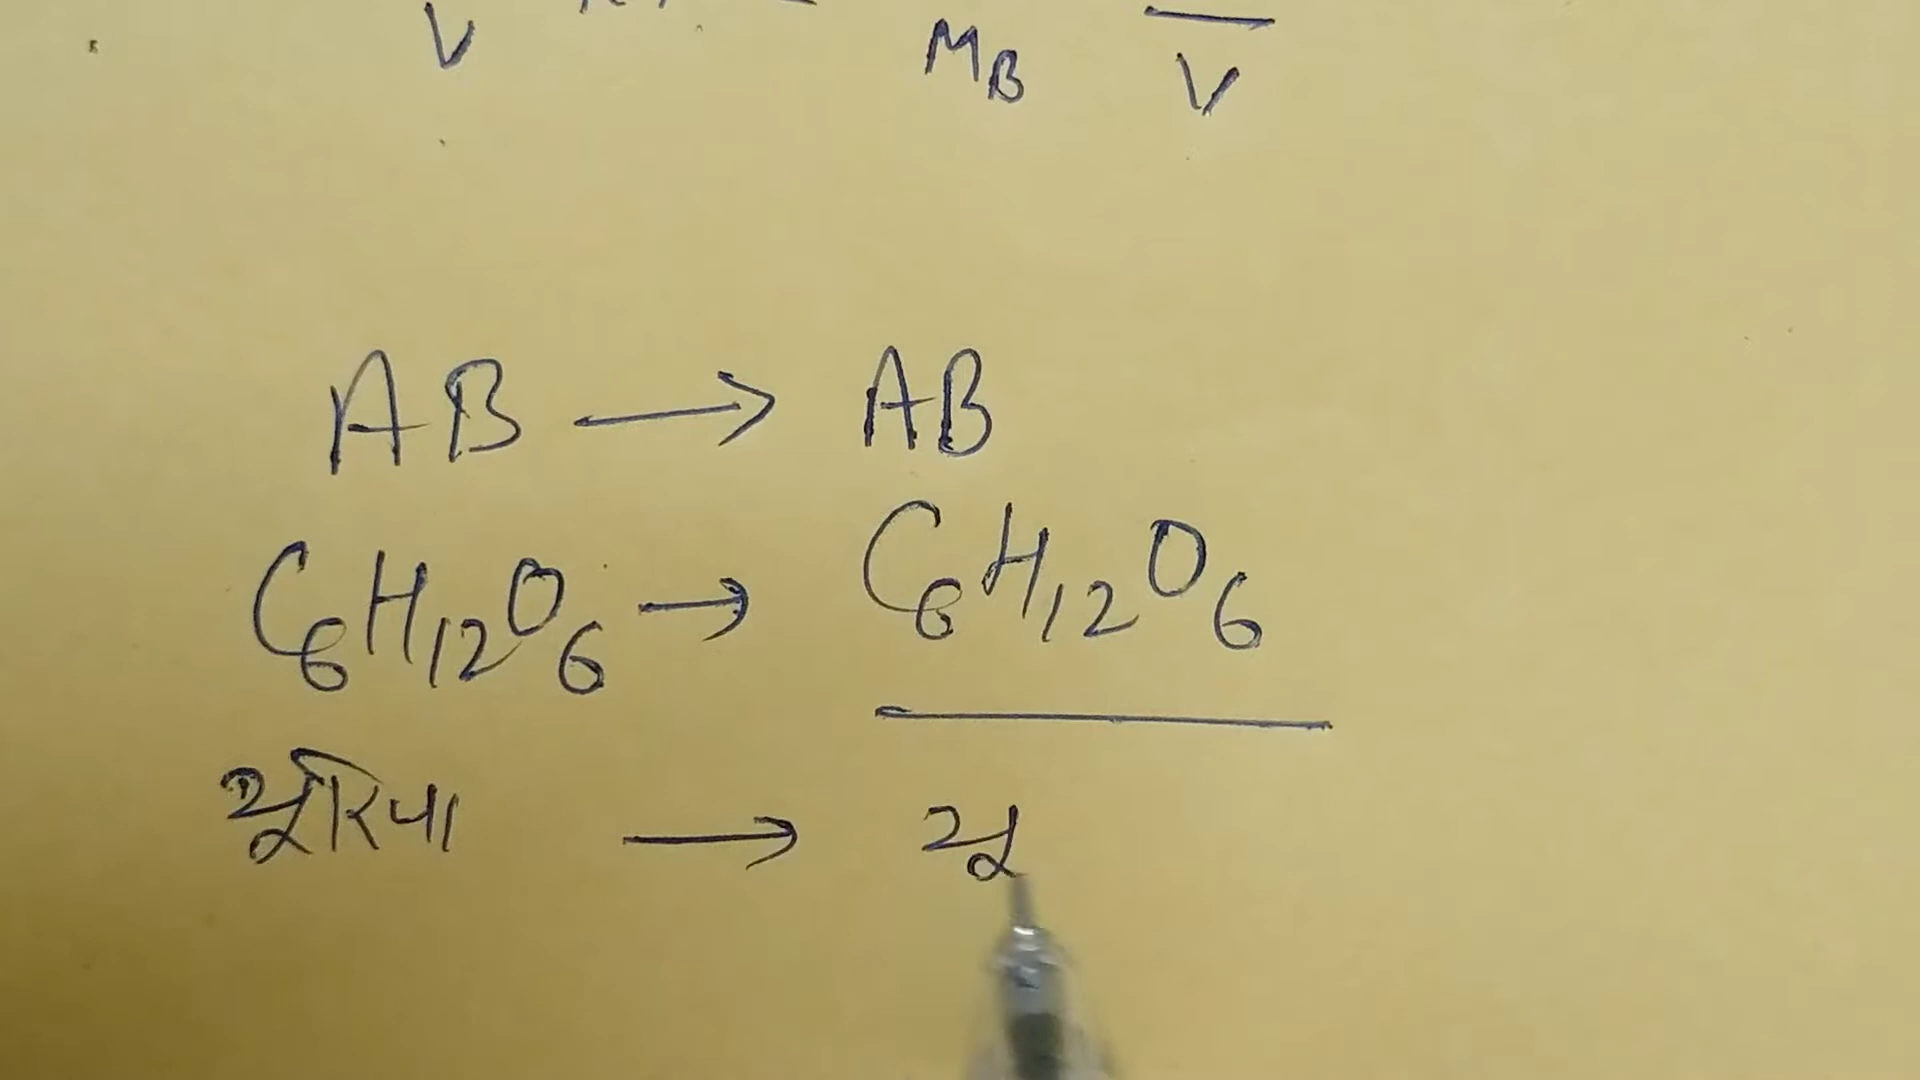 V M_B V
AB → AB
C₆H₁₂O₆ → C₆H₁₂O₆
यूरिया → यू